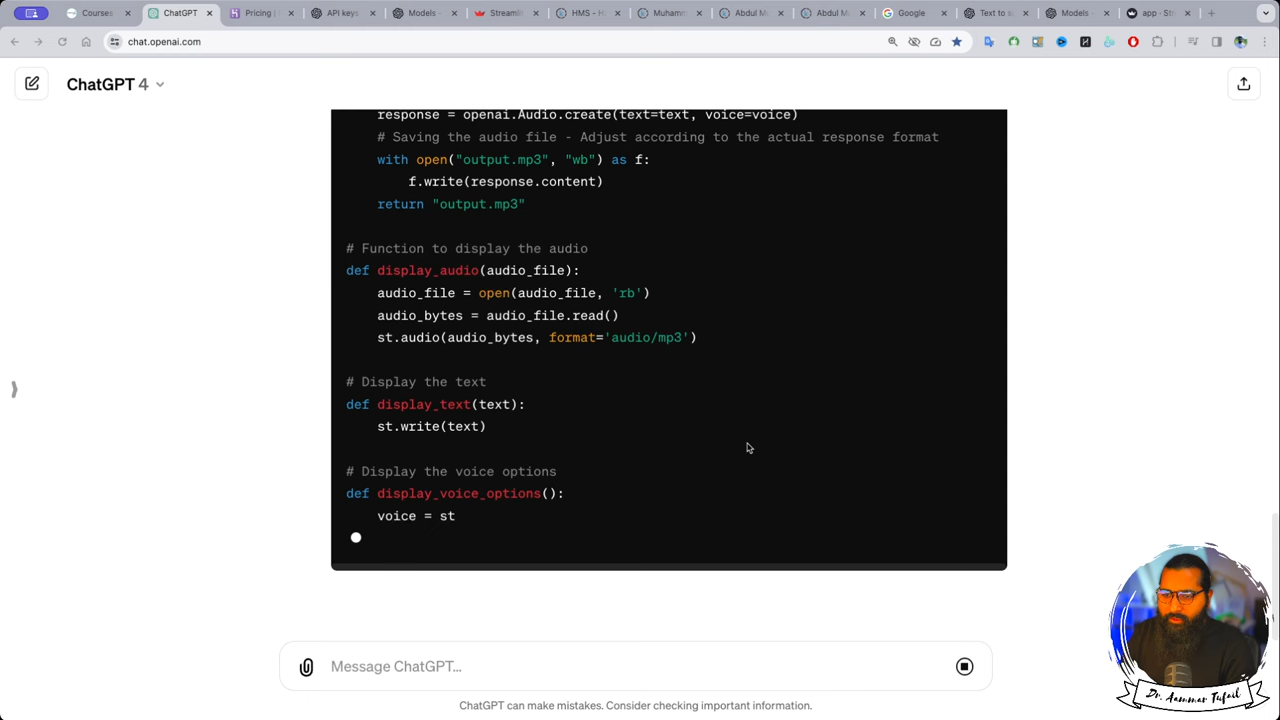 Courses
ChatGPT
Pricing |
API keys
Models -
Streamlit
HMS - H
Muhamm
Abdul M
Abdul M
Google
Text to s
Models -
app · Str
chat.openai.com
ChatGPT 4
response = openai.Audio.create(text=text, voice=voice)
# Saving the audio file - Adjust according to the actual response format
with open("output.mp3", "wb") as f:
f.write(response.content)
return "output.mp3"
# Function to display the audio
def display_audio(audio_file):
audio_file = open(audio_file, 'rb')
audio_bytes = audio_file.read()
st.audio(audio_bytes, format='audio/mp3')
# Display the text
def display_text(text):
st.write(text)
# Display the voice options
def display_voice_options():
voice = st
Message ChatGPT...
ChatGPT can make mistakes. Consider checking important information.
Dr. Aammar Tufail